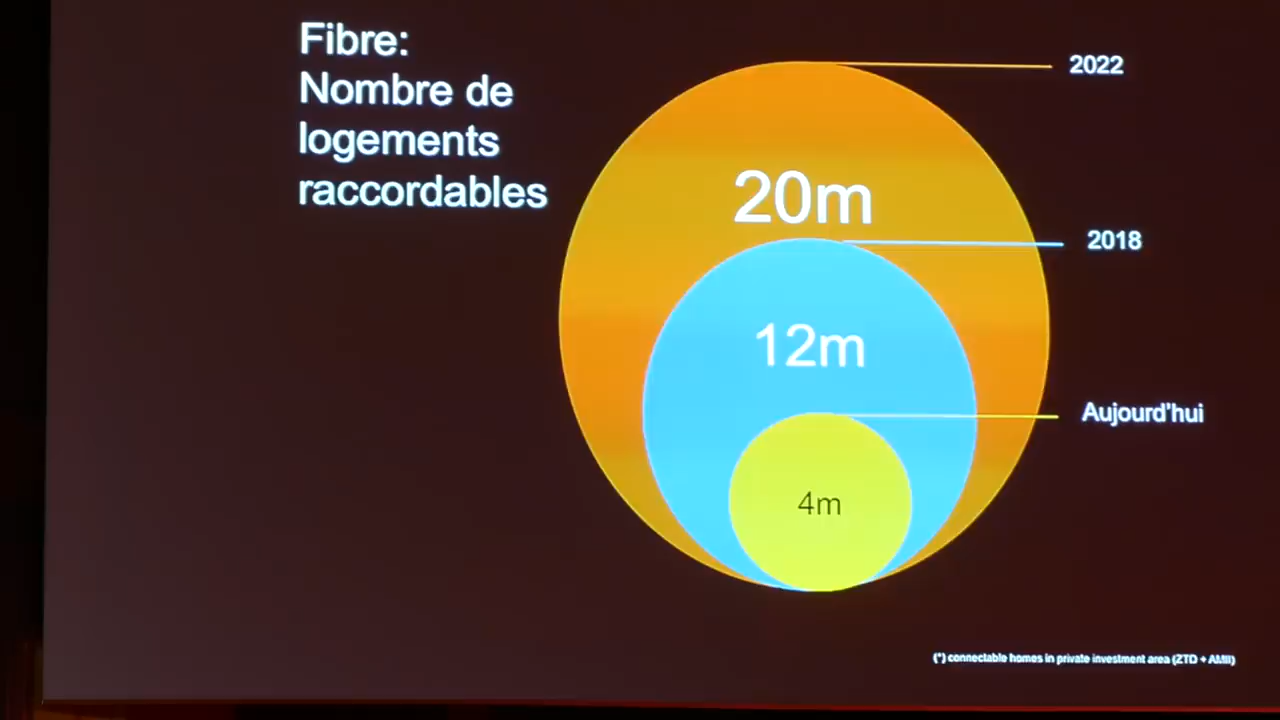 Fibre:
Nombre de
logements
raccordables
2022
20m
2018
12m
Aujourd'hui
4m
(*) connectable homes in private investment area (ZTD + AMII)